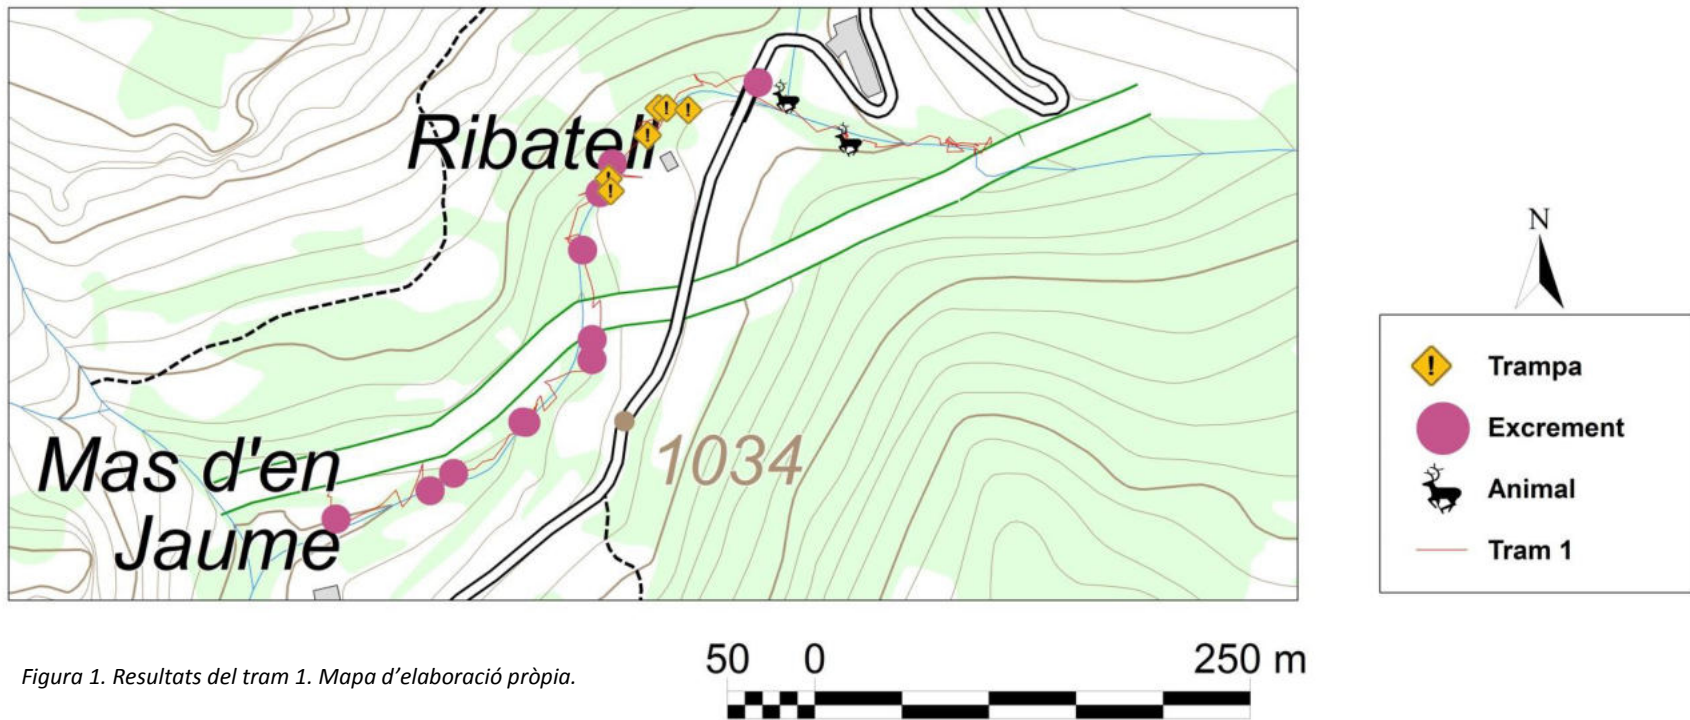 Ribatell
Mas d'en
Jaume
1034
N
Trampa
Excrement
Animal
Tram 1
Figura 1. Resultats del tram 1. Mapa d'elaboració pròpia.
50 0 250 m